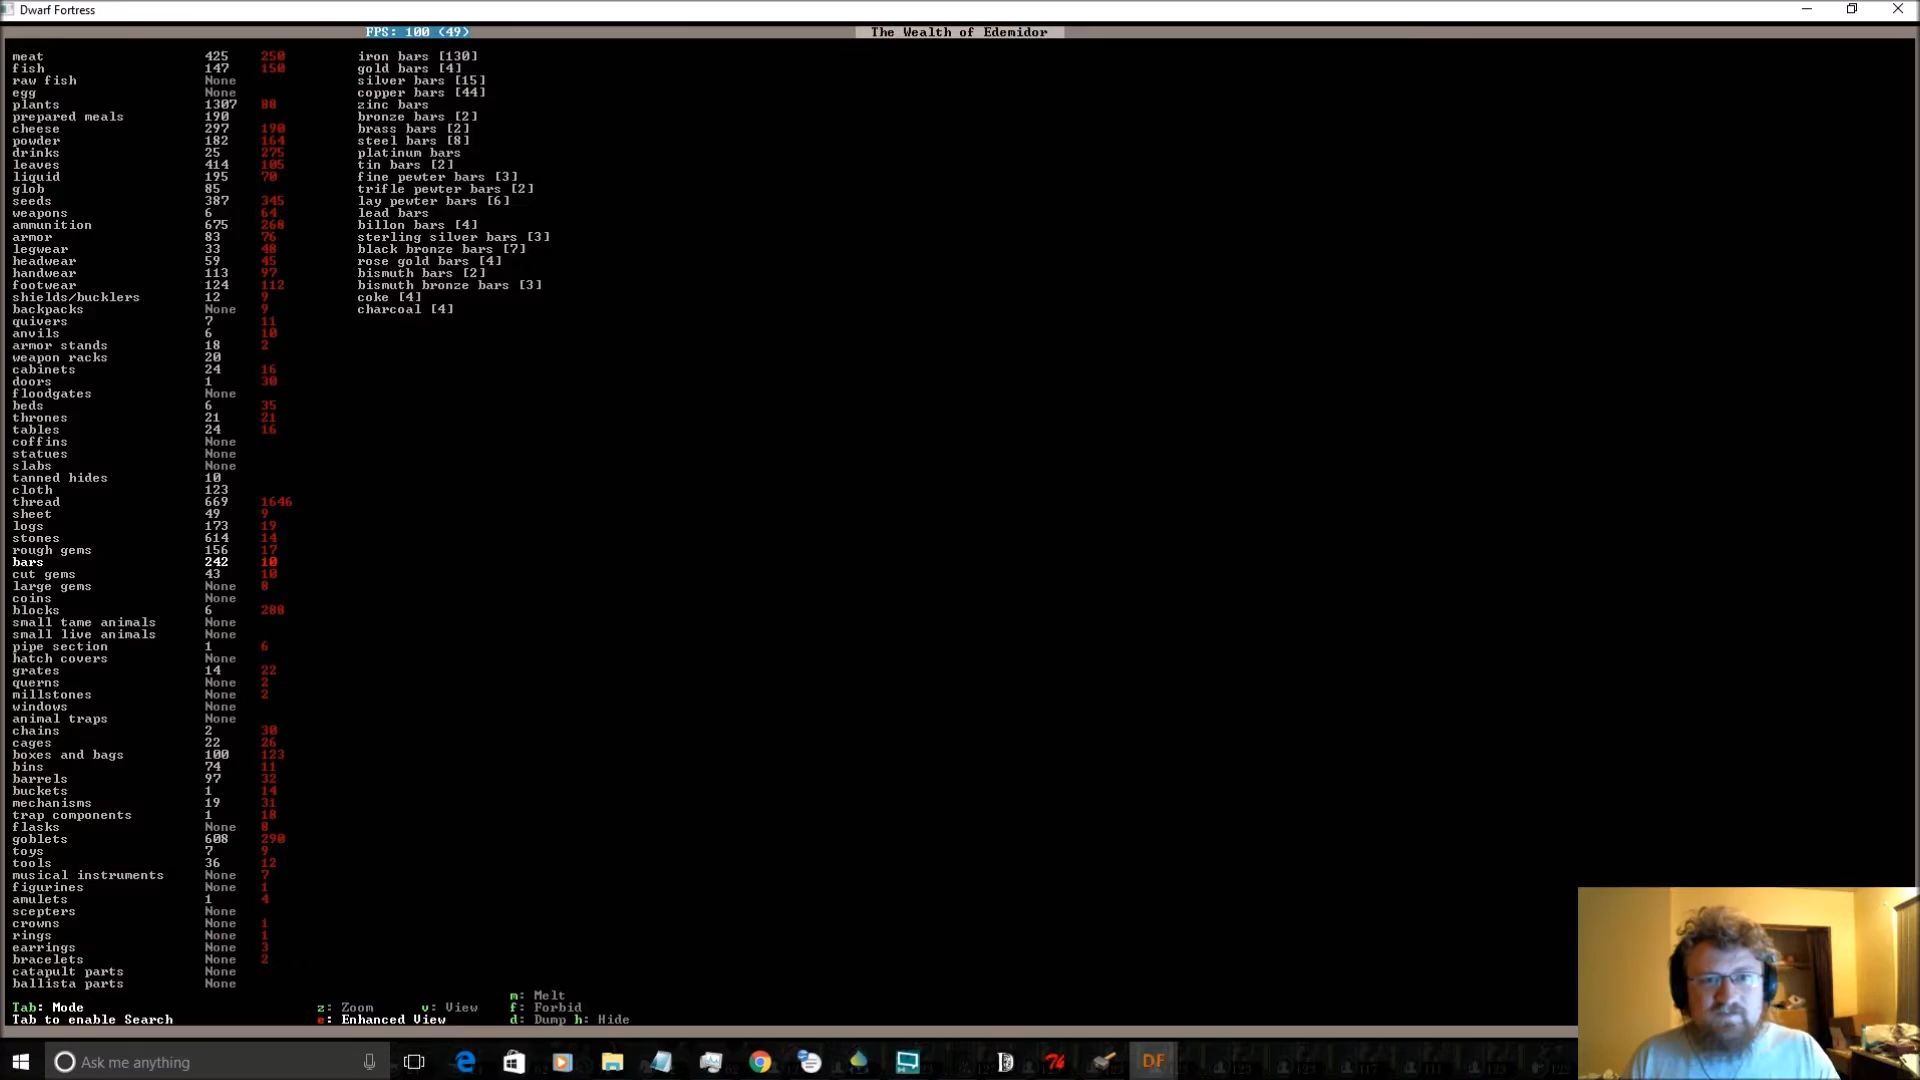 Dwarf Fortress
FPS: 100 (49)
The Wealth of Edemidor
meat 425 250 iron bars [130]
fish 147 150 gold bars [4]
raw fish None silver bars [15]
egg None copper bars [44]
plants 1307 88 zinc bars
prepared meals 190 bronze bars [2]
cheese 297 190 brass bars [2]
powder 182 164 steel bars [8]
drinks 25 275 platinum bars
leaves 414 105 tin bars [2]
liquid 195 70 fine pewter bars [3]
glob 85 trifle pewter bars [2]
seeds 387 345 lay pewter bars [6]
weapons 6 64 lead bars
ammunition 675 268 billon bars [4]
armor 83 76 sterling silver bars [3]
legwear 33 48 black bronze bars [7]
headwear 59 45 rose gold bars [4]
handwear 113 97 bismuth bars [2]
footwear 124 112 bismuth bronze bars [3]
shields/bucklers 12 9 coke [4]
backpacks None 9 charcoal [4]
quivers 7 11
anvils 6 10
armor stands 18 2
weapon racks 20
cabinets 24 16
doors 1 30
floodgates None
beds 6 35
thrones 21 21
tables 24 16
coffins None
statues None
slabs None
tanned hides 10
cloth 123
thread 669 1646
sheet 49 9
logs 173 19
stones 614 14
rough gems 156 17
bars 242 10
cut gems 43 10
large gems None 8
coins None
blocks 6 288
small tame animals None
small live animals None
pipe section 1 6
hatch covers None
grates 14 22
querns None 2
millstones None 2
windows None
animal traps None
chains 2 30
cages 22 26
boxes and bags 100 123
bins 74 11
barrels 97 32
buckets 1 14
mechanisms 19 31
trap components 1 18
flasks None 8
goblets 608 290
toys 7 9
tools 36 12
musical instruments None 7
figurines None 1
amulets 1 4
scepters None
crowns None 1
rings None 1
earrings None 3
bracelets None 2
catapult parts None
ballista parts None
m: Melt
Tab: Mode z: Zoom v: View f: Forbid
Tab to enable Search e: Enhanced View d: Dump h: Hide
Ask me anything
DF